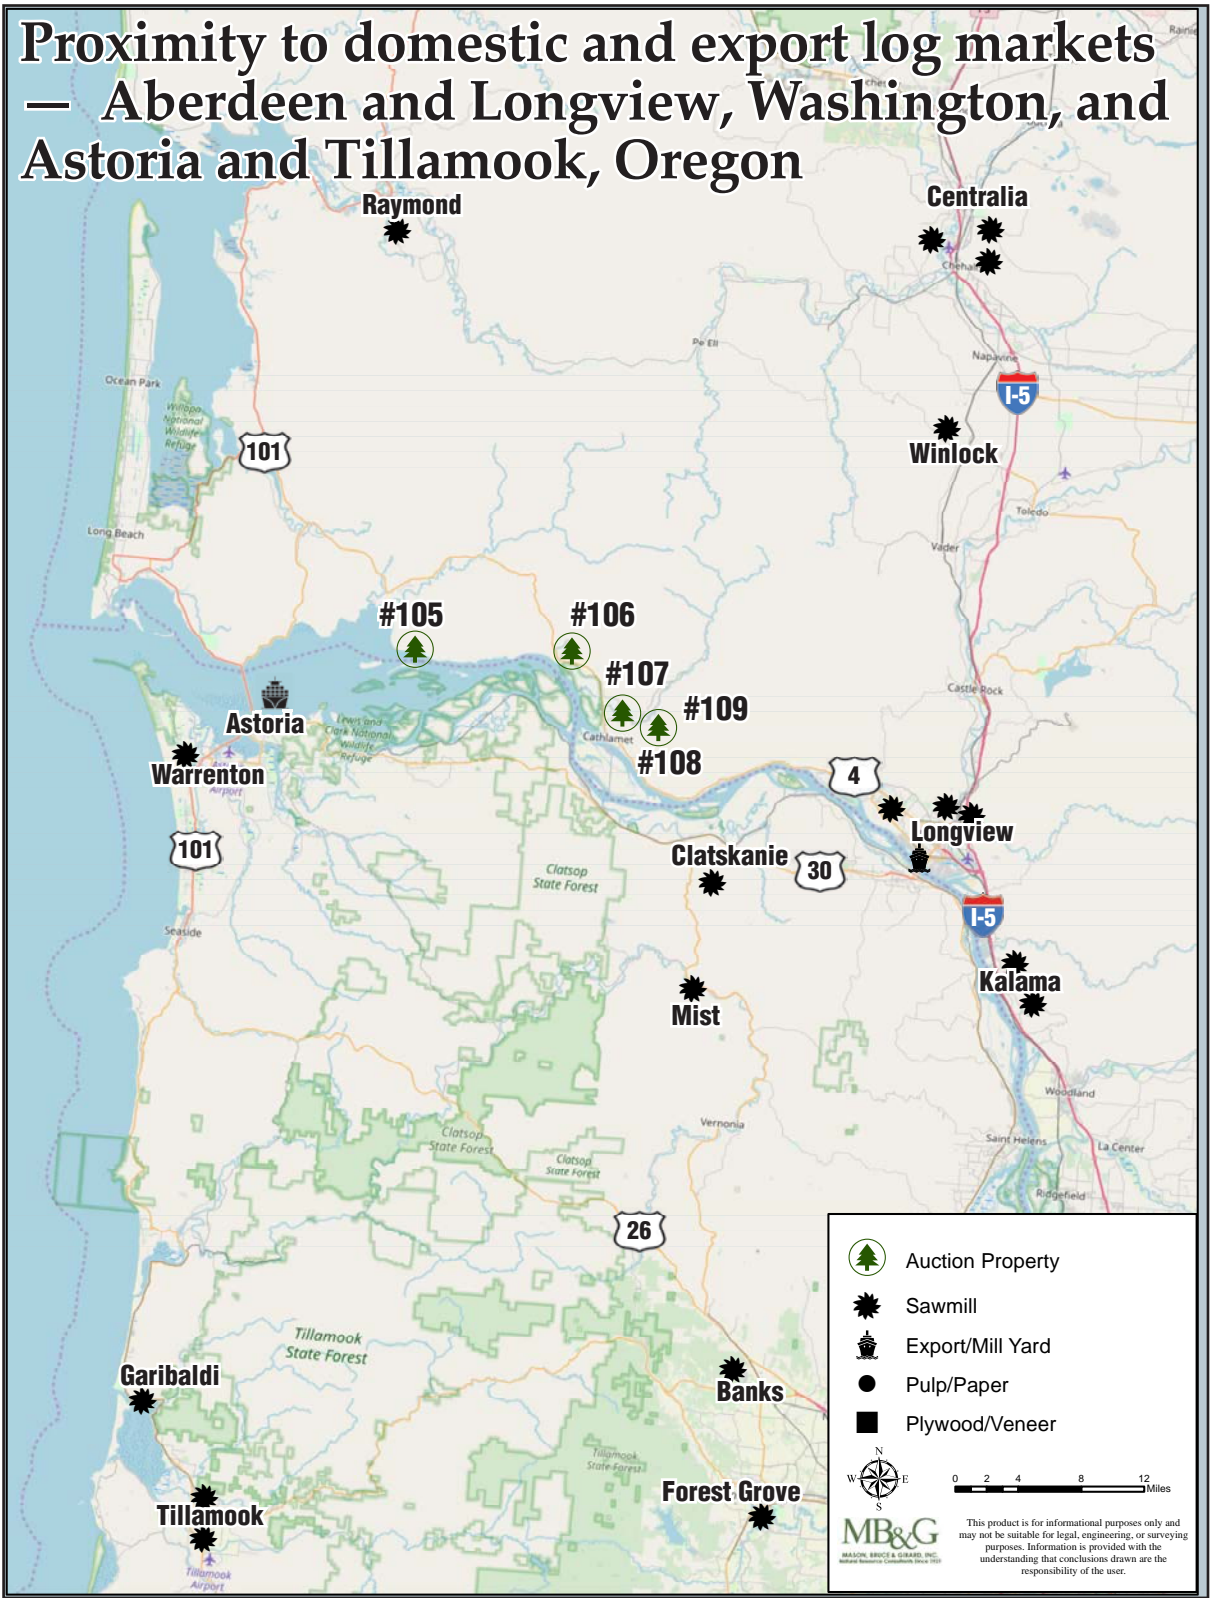 Proximity to domestic and export log markets
— Aberdeen and Longview, Washington, and
Astoria and Tillamook, Oregon
Raymond
Centralia
Pe Ell
Napavine
Ocean Park
Willapa
National
Wildlife
Refuge
I-5
101
Winlock
Toledo
Long Beach
Vader
#105
#106
#107
#109
#108
Castle Rock
Cathlamet
Astoria
Lewis and
Clark National
Wildlife
Refuge
Warrenton
Airport
4
Longview
101
Clatskanie
30
Clatsop
State Forest
I-5
Seaside
Kalama
Mist
Woodland
Vernonia
Saint Helens
La Center
Clatsop
State Forest
Clatsop
State Forest
Ridgefield
26
Tillamook
State Forest
Garibaldi
Banks
Tillamook
State Forest
Forest Grove
Tillamook
Tillamook
Airport
Auction Property
Sawmill
Export/Mill Yard
Pulp/Paper
Plywood/Veneer
N
W E
S
0 2 4 8 12
Miles
MB&G
MASON, BRUCE & GIRARD, INC.
Natural Resource Consultants Since 1921
This product is for informational purposes only and
may not be suitable for legal, engineering, or surveying
purposes. Information is provided with the
understanding that conclusions drawn are the
responsibility of the user.